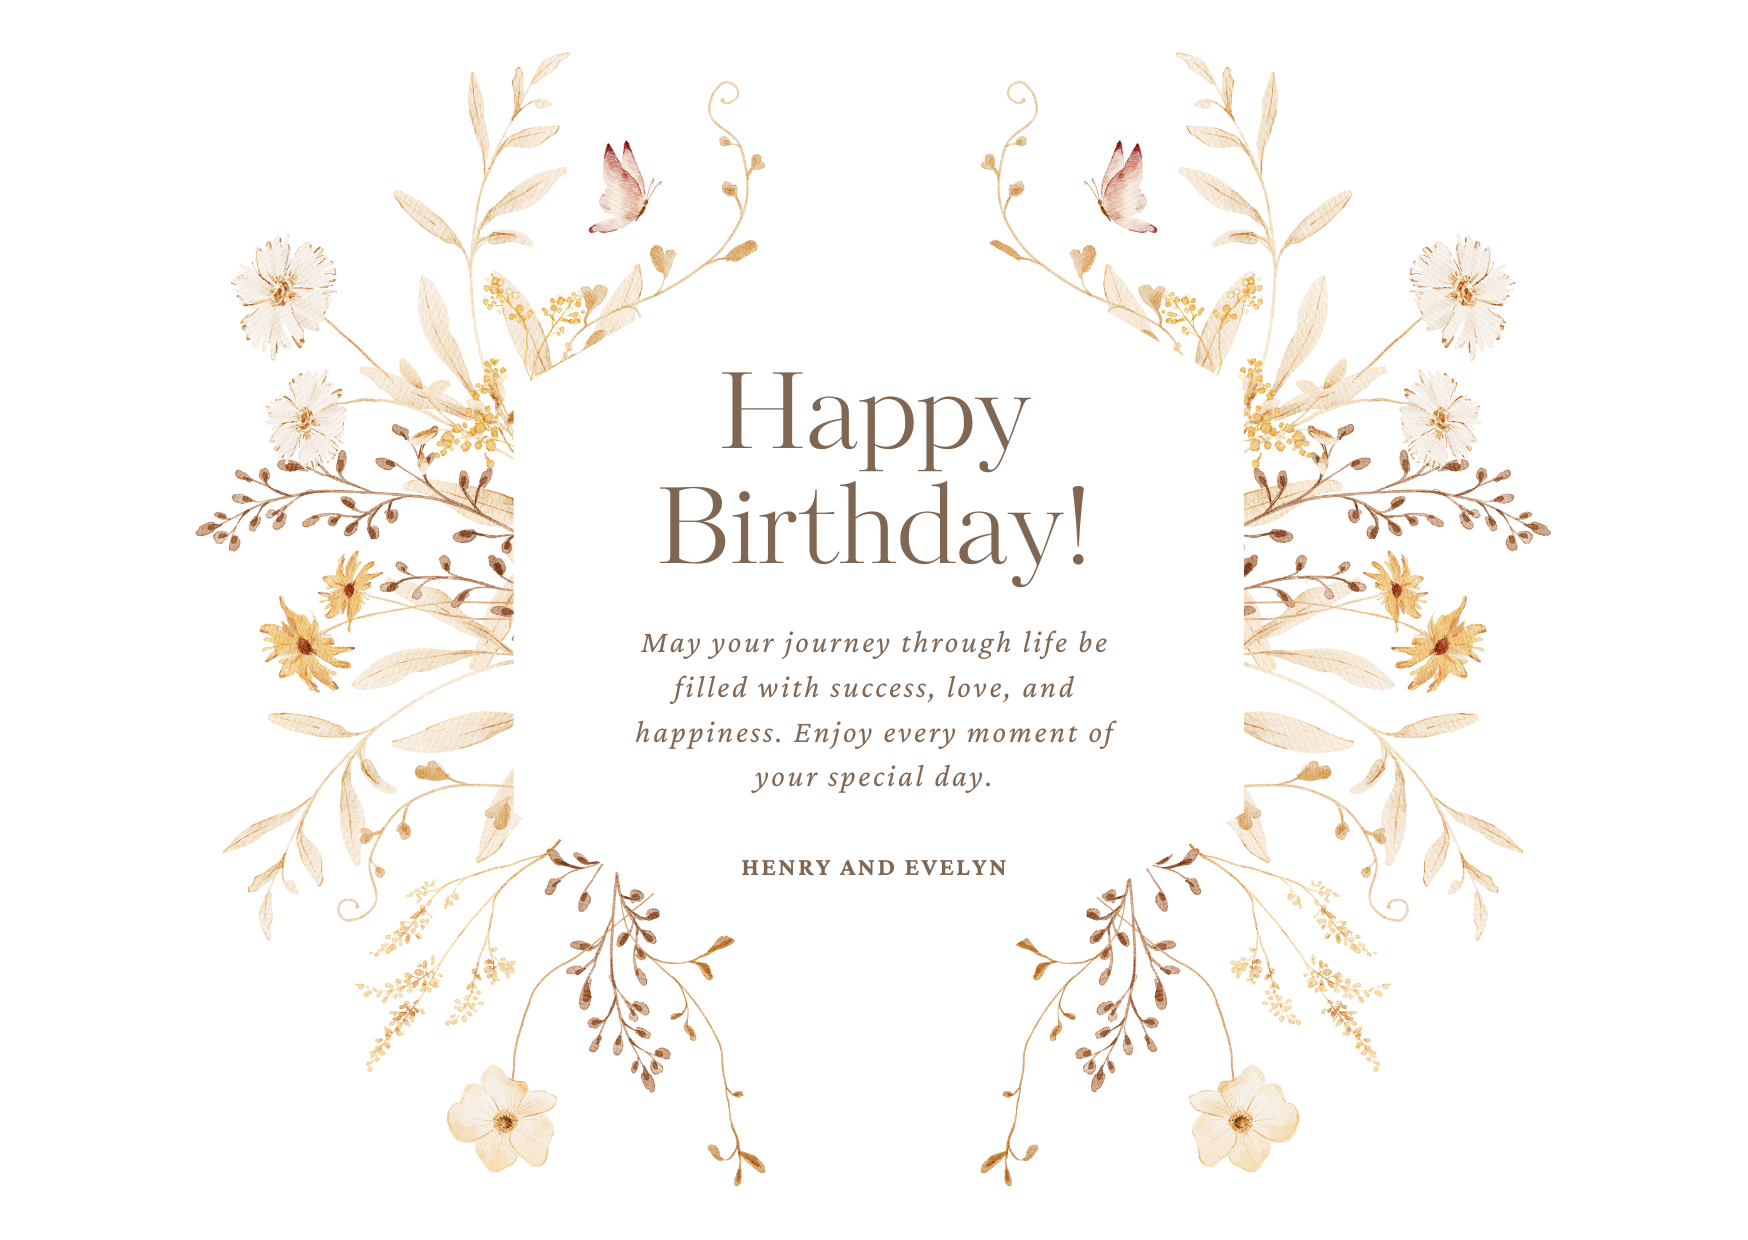 Happy
Birthday!
May your journey through life be
filled with success, love, and
happiness. Enjoy every moment of
your special day.
HENRY AND EVELYN